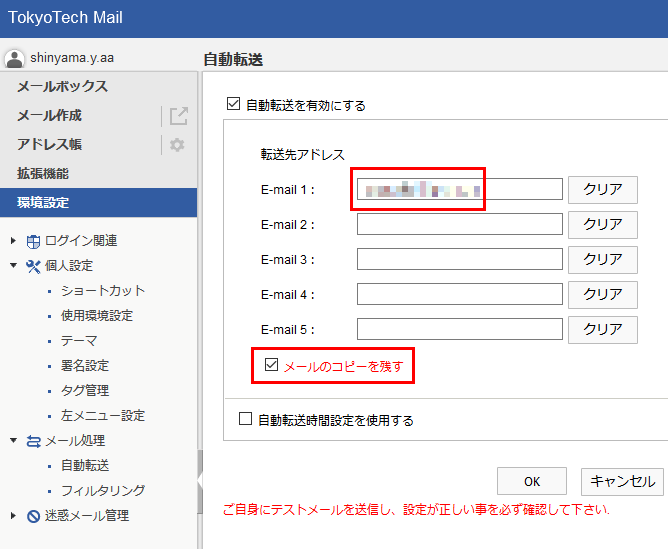 TokyoTech Mail
shinyama.y.aa
メールボックス
メール作成
アドレス帳
拡張機能
環境設定
ログイン関連
個人設定
ショートカット
使用環境設定
テーマ
署名設定
タグ管理
左メニュー設定
メール処理
自動転送
フィルタリング
迷惑メール管理
自動転送
自動転送を有効にする
転送先アドレス
E-mail 1 : クリア
E-mail 2 : クリア
E-mail 3 : クリア
E-mail 4 : クリア
E-mail 5 : クリア
メールのコピーを残す
自動転送時間設定を使用する
OK キャンセル
ご自身にテストメールを送信し、設定が正しい事を必ず確認して下さい.